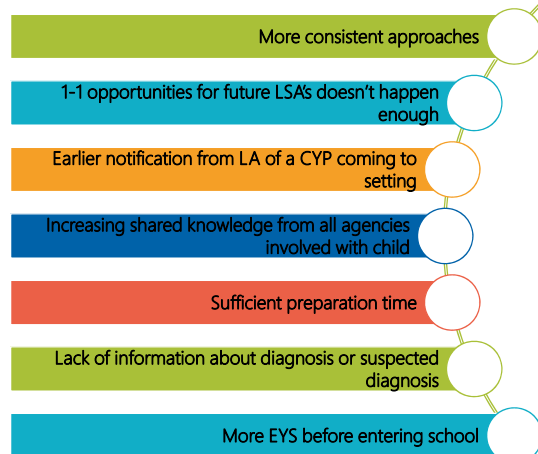 More consistent approaches
1-1 opportunities for future LSA's doesn't happen
enough
Earlier notification from LA of a CYP coming to
setting
Increasing shared knowledge from all agencies
involved with child
Sufficient preparation time
Lack of information about diagnosis or suspected
diagnosis
More EYS before entering school